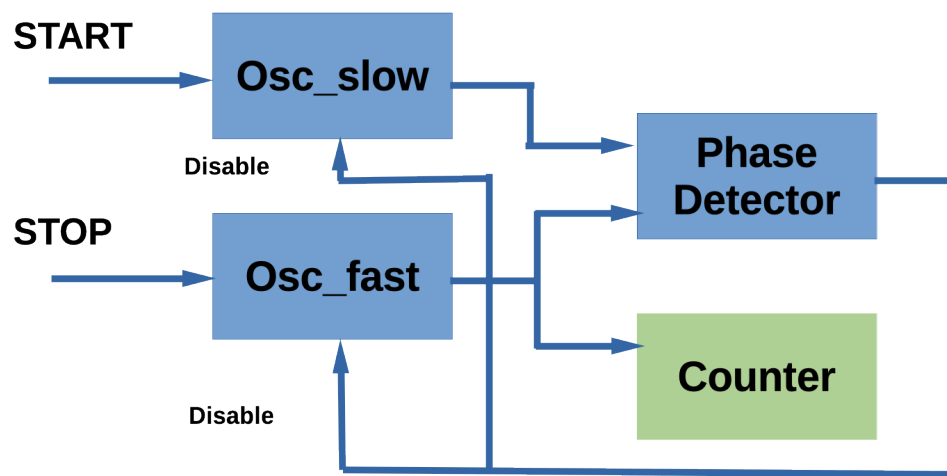 START
Osc_slow
Phase
Detector
Disable
STOP
Osc_fast
Counter
Disable